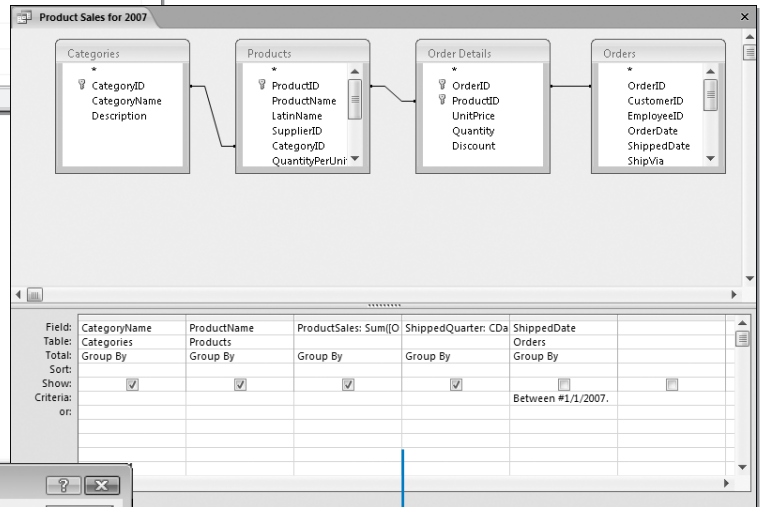 Product Sales for 2007
Categories
*
CategoryID
CategoryName
Description
Products
*
ProductID
ProductName
LatinName
SupplierID
CategoryID
QuantityPerUni
Order Details
*
OrderID
ProductID
UnitPrice
Quantity
Discount
Orders
*
OrderID
CustomerID
EmployeeID
OrderDate
ShippedDate
ShipVia
Field: CategoryName ProductName ProductSales: Sum([O ShippedQuarter: CDa ShippedDate
Table: Categories Products Orders
Total: Group By Group By Group By Group By Group By
Sort:
Show:
Criteria: Between #1/1/2007.
or: